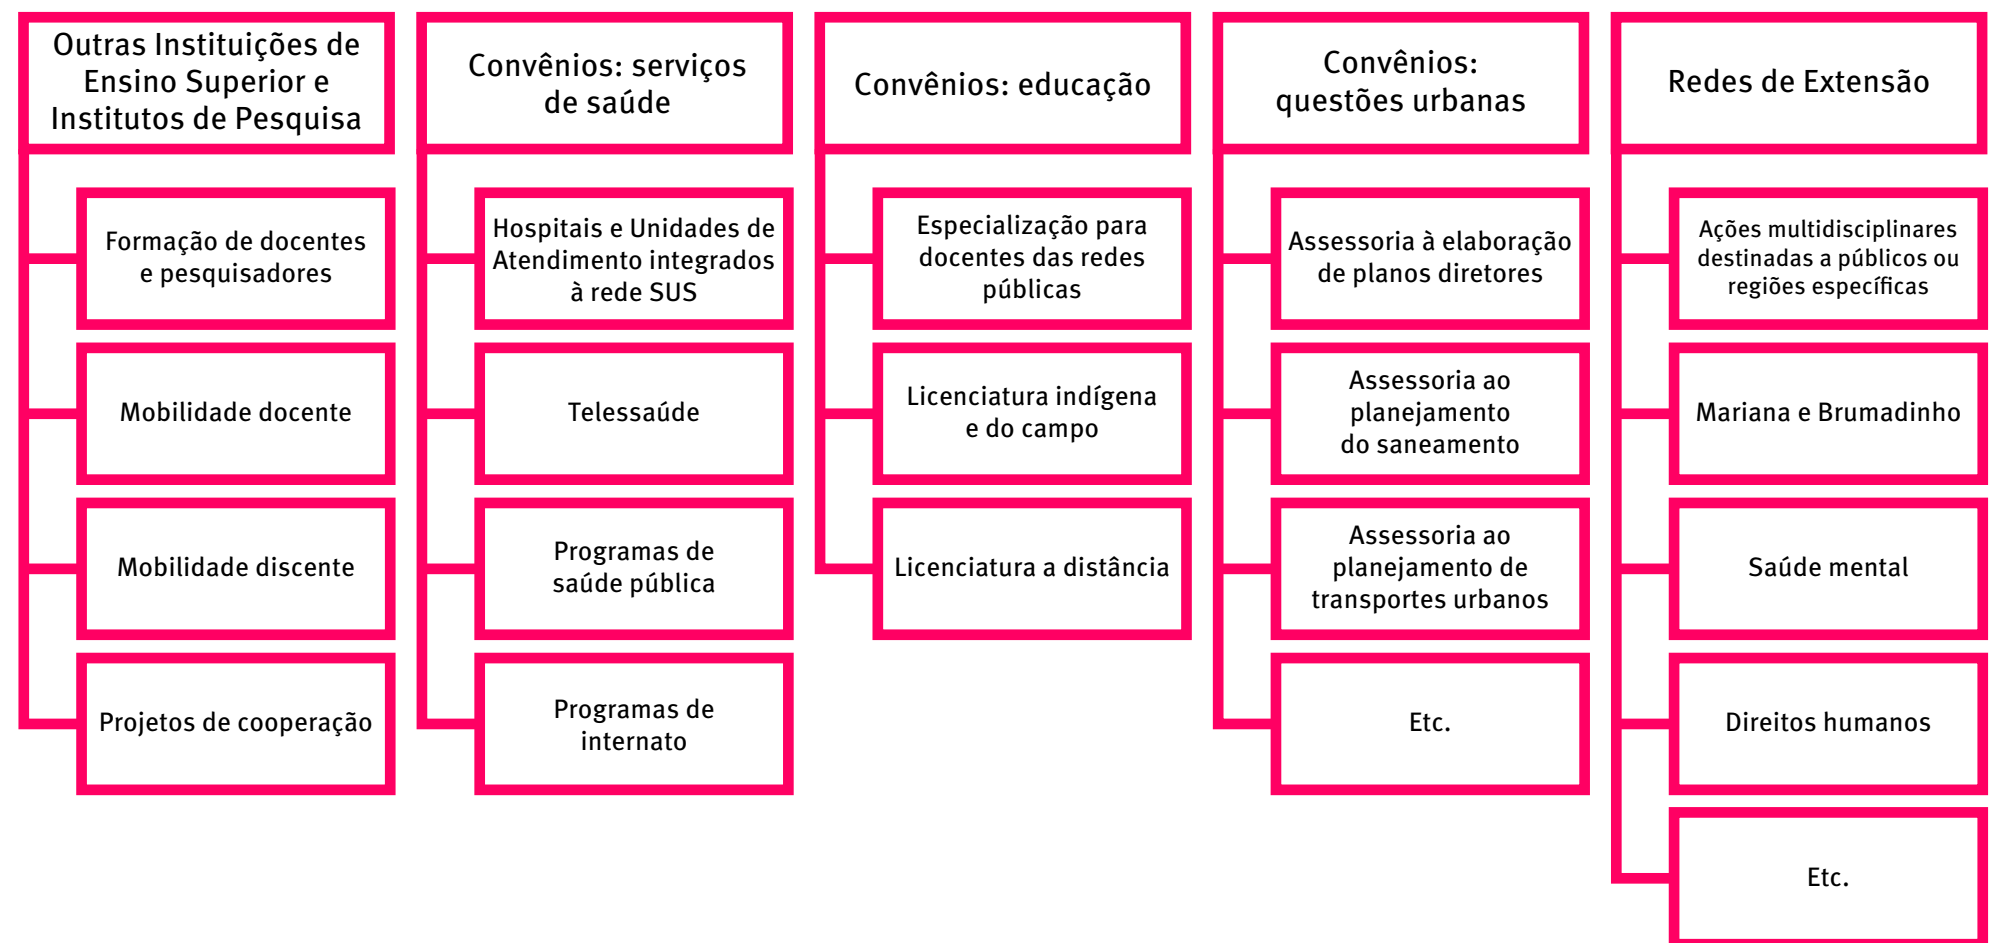 Outras Instituições de
Ensino Superior e
Institutos de Pesquisa
Formação de docentes
e pesquisadores
Mobilidade docente
Mobilidade discente
Projetos de cooperação
Convênios: serviços
de saúde
Hospitais e Unidades de
Atendimento integrados
à rede SUS
Telessaúde
Programas de
saúde pública
Programas de
internato
Convênios: educação
Especialização para
docentes das redes
públicas
Licenciatura indígena
e do campo
Licenciatura a distância
Convênios:
questões urbanas
Assessoria à elaboração
de planos diretores
Assessoria ao
planejamento
do saneamento
Assessoria ao
planejamento de
transportes urbanos
Etc.
Redes de Extensão
Ações multidisciplinares
destinadas a públicos ou
regiões específicas
Mariana e Brumadinho
Saúde mental
Direitos humanos
Etc.